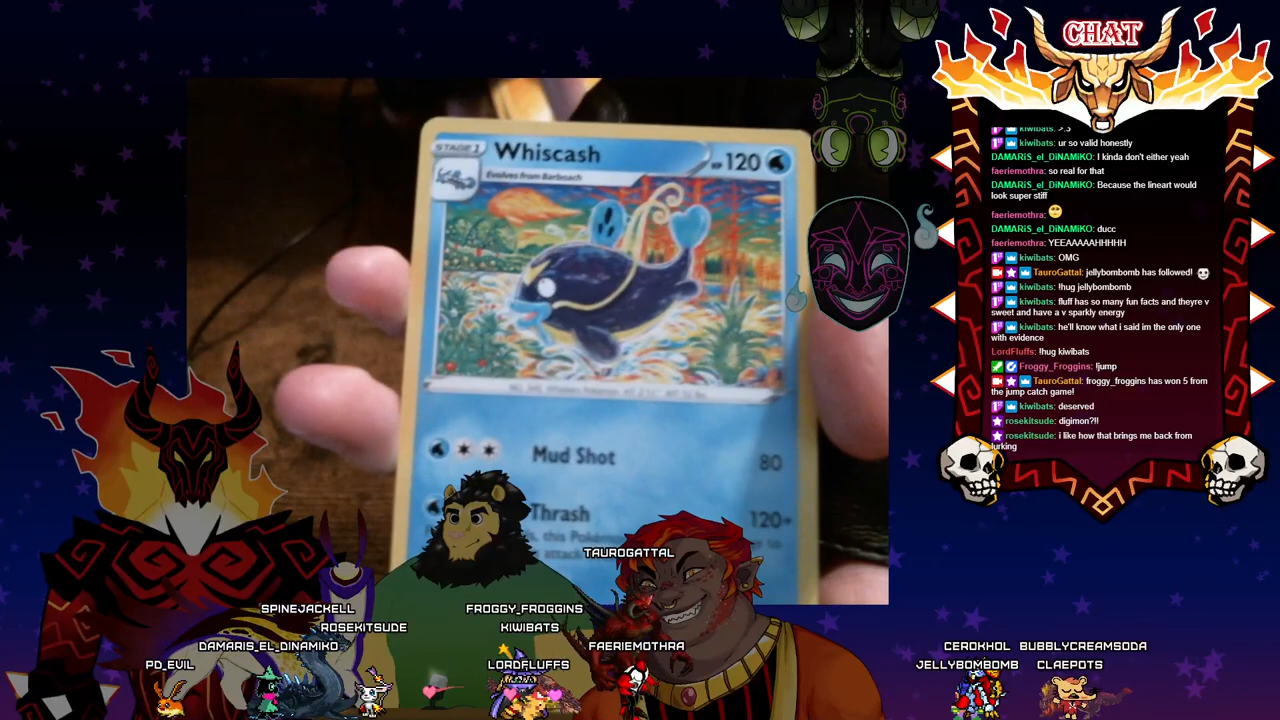 STAGE 1
Whiscash
HP 120
Evolves from Barboach
Mud Shot
80
Thrash
120+
this Pokémon
CHAT
kiwibats: >:3
kiwibats: ur so valid honestly
DAMARiS_el_DiNAMiKO: I kinda don't either yeah
faeriemothra: so real for that
DAMARiS_el_DiNAMiKO: Because the lineart would
look super stiff
faeriemothra:
DAMARiS_el_DiNAMiKO: ducc
faeriemothra: YEEAAAAAHHHHH
kiwibats: OMG
TauroGattal: jellybombomb has followed!
kiwibats: !hug jellybombomb
kiwibats: fluff has so many fun facts and theyre v
sweet and have a v sparkly energy
kiwibats: he'll know what i said im the only one
with evidence
LordFluffs: !hug kiwibats
Froggy_Froggins: !jump
TauroGattal: froggy_froggins has won 5 from
the jump catch game!
kiwibats: deserved
rosekitsude: digimon?!!
rosekitsude: i like how that brings me back from
lurking
TAUROGATTAL
SPINEJACKELL
FROGGY_FROGGINS
ROSEKITSUDE
KIWIBATS
DAMARIS_EL_DINAMIKO
FAERIEMOTHRA
CEROKHOL
BUBBLYCREAMSODA
PD_EVIL
LORDFLUFFS
JELLYBOMBOMB
CLAEPOTS